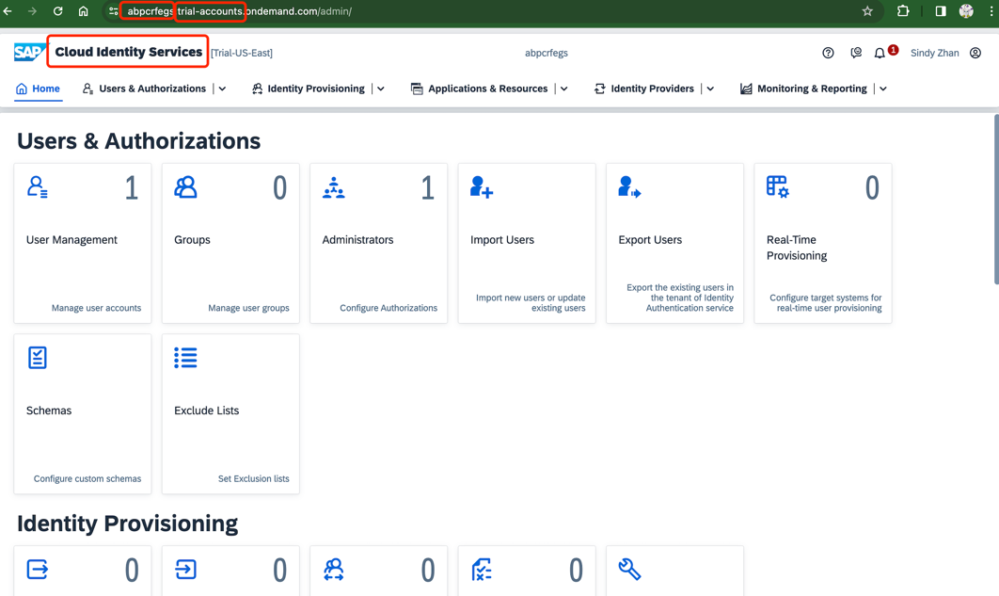 abpcrfegs.trial-accounts.ondemand.com/admin/
SAP Cloud Identity Services [Trial-US-East] abpcrfegs 1 Sindy Zhan
Home Users & Authorizations Identity Provisioning Applications & Resources Identity Providers Monitoring & Reporting
Users & Authorizations
1
User Management
Manage user accounts
0
Groups
Manage user groups
1
Administrators
Configure Authorizations
Import Users
Import new users or update
existing users
Export Users
Export the existing users in
the tenant of Identity
Authentication service
0
Real-Time
Provisioning
Configure target systems for
real-time user provisioning
Schemas
Configure custom schemas
Exclude Lists
Set Exclusion lists
Identity Provisioning
0
0
0
0